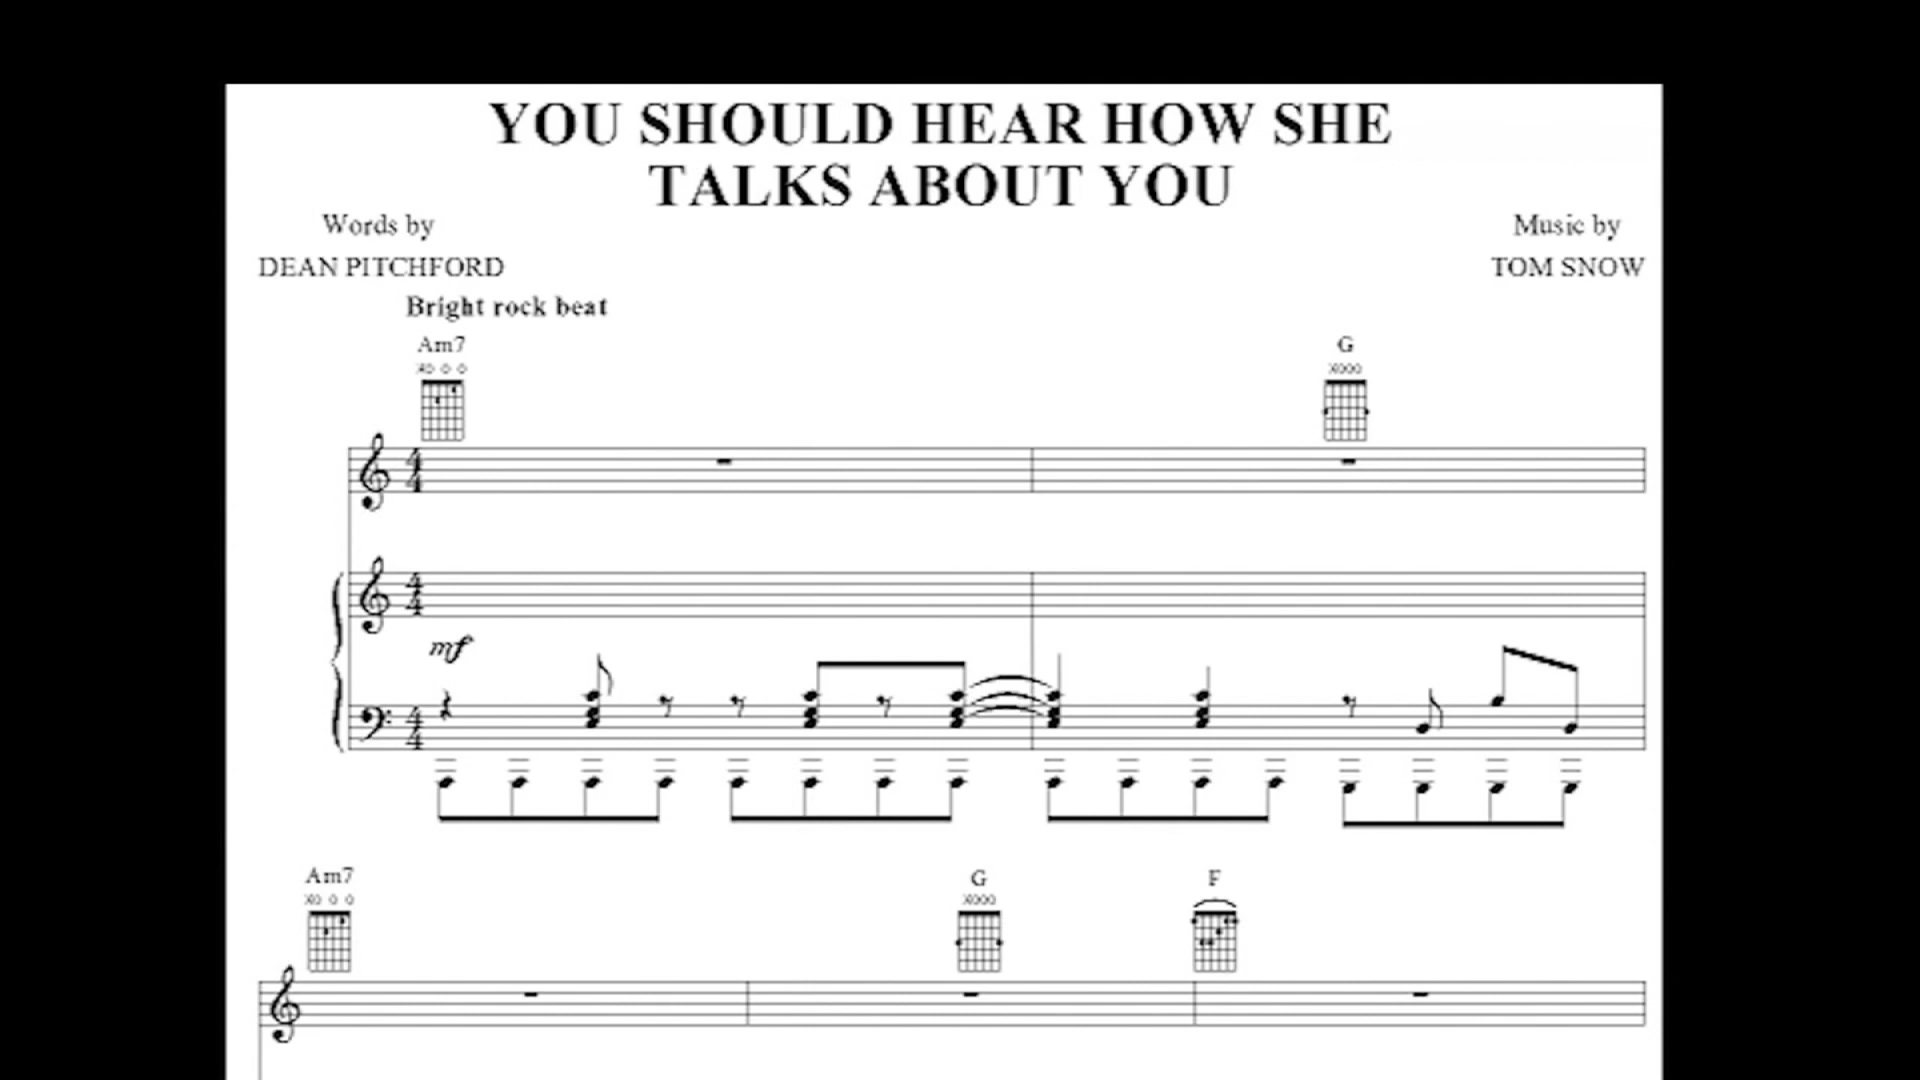 YOU SHOULD HEAR HOW SHE
TALKS ABOUT YOU
Words by
Music by
DEAN PITCHFORD
TOM SNOW
Bright rock beat
Am7
G
mf
Am7
G
F